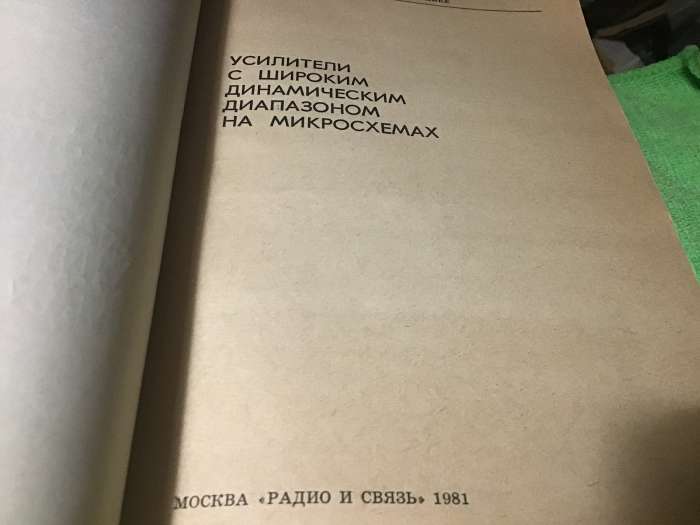 УСИЛИТЕЛИ
С ШИРОКИМ
ДИНАМИЧЕСКИМ
ДИАПАЗОНОМ
НА МИКРОСХЕМАХ
МОСКВА «РАДИО И СВЯЗЬ» 1981